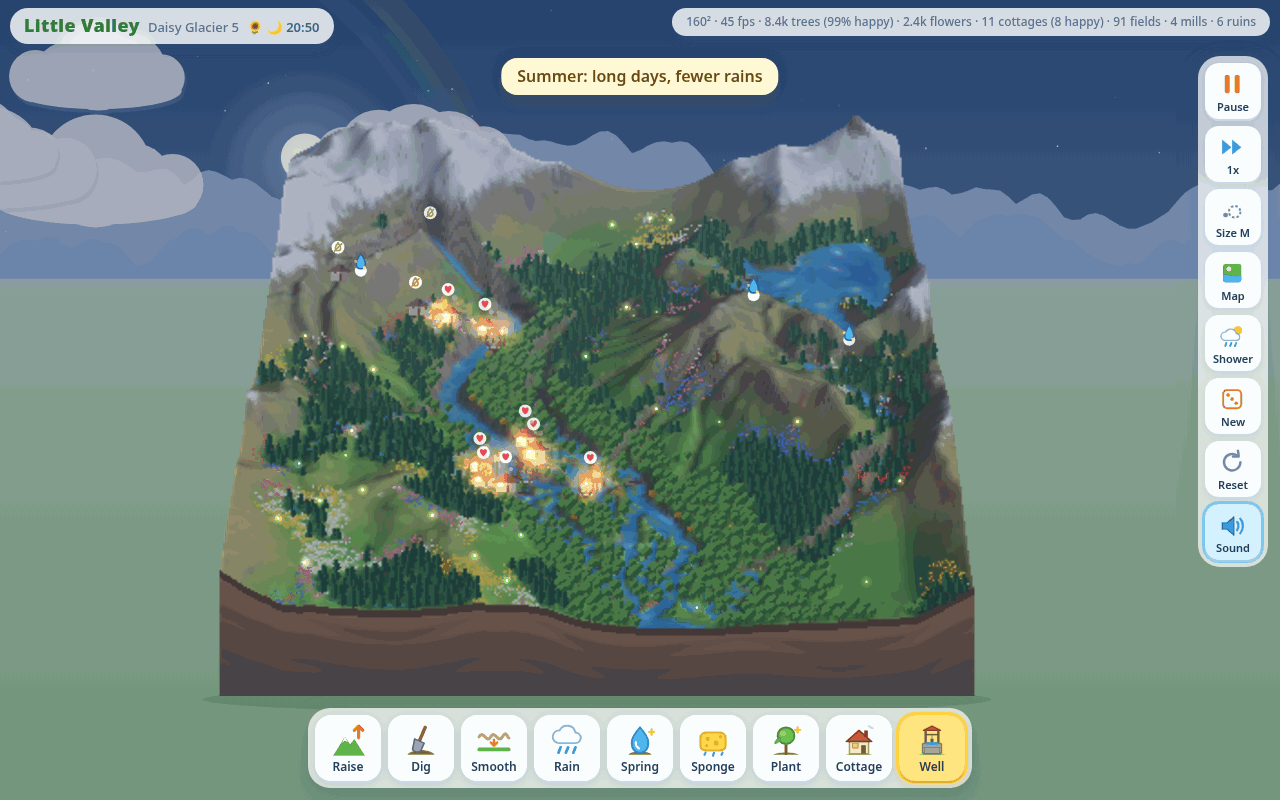 Little Valley Daisy Glacier 5 20:50
160² · 45 fps · 8.4k trees (99% happy) · 2.4k flowers · 11 cottages (8 happy) · 91 fields · 4 mills · 6 ruins
Summer: long days, fewer rains
Pause
1x
Size M
Map
Shower
New
Reset
Sound
Raise
Dig
Smooth
Rain
Spring
Sponge
Plant
Cottage
Well